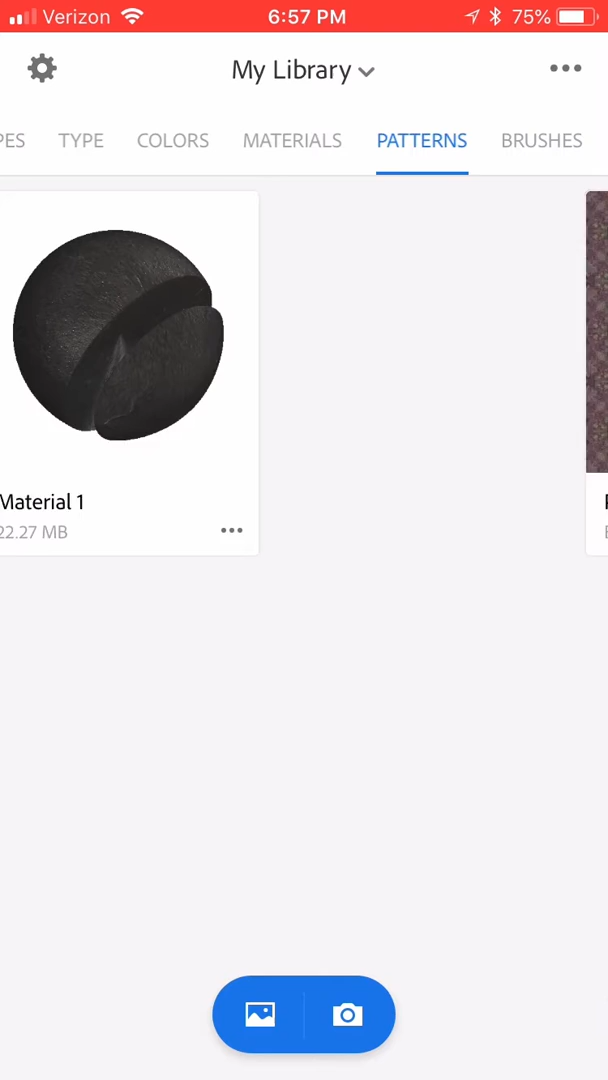 Verizon 6:57 PM 75%
My Library
PES TYPE COLORS MATERIALS PATTERNS BRUSHES
Material 1
22.27 MB